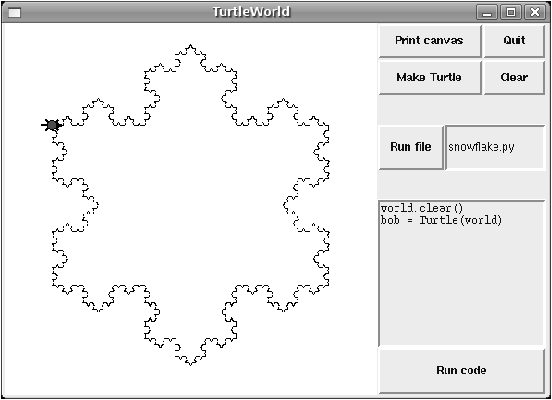 TurtleWorld
Print canvas
Quit
Make Turtle
Clear
Run file
snowflake.py
world.clear()
bob = Turtle(world)
Run code